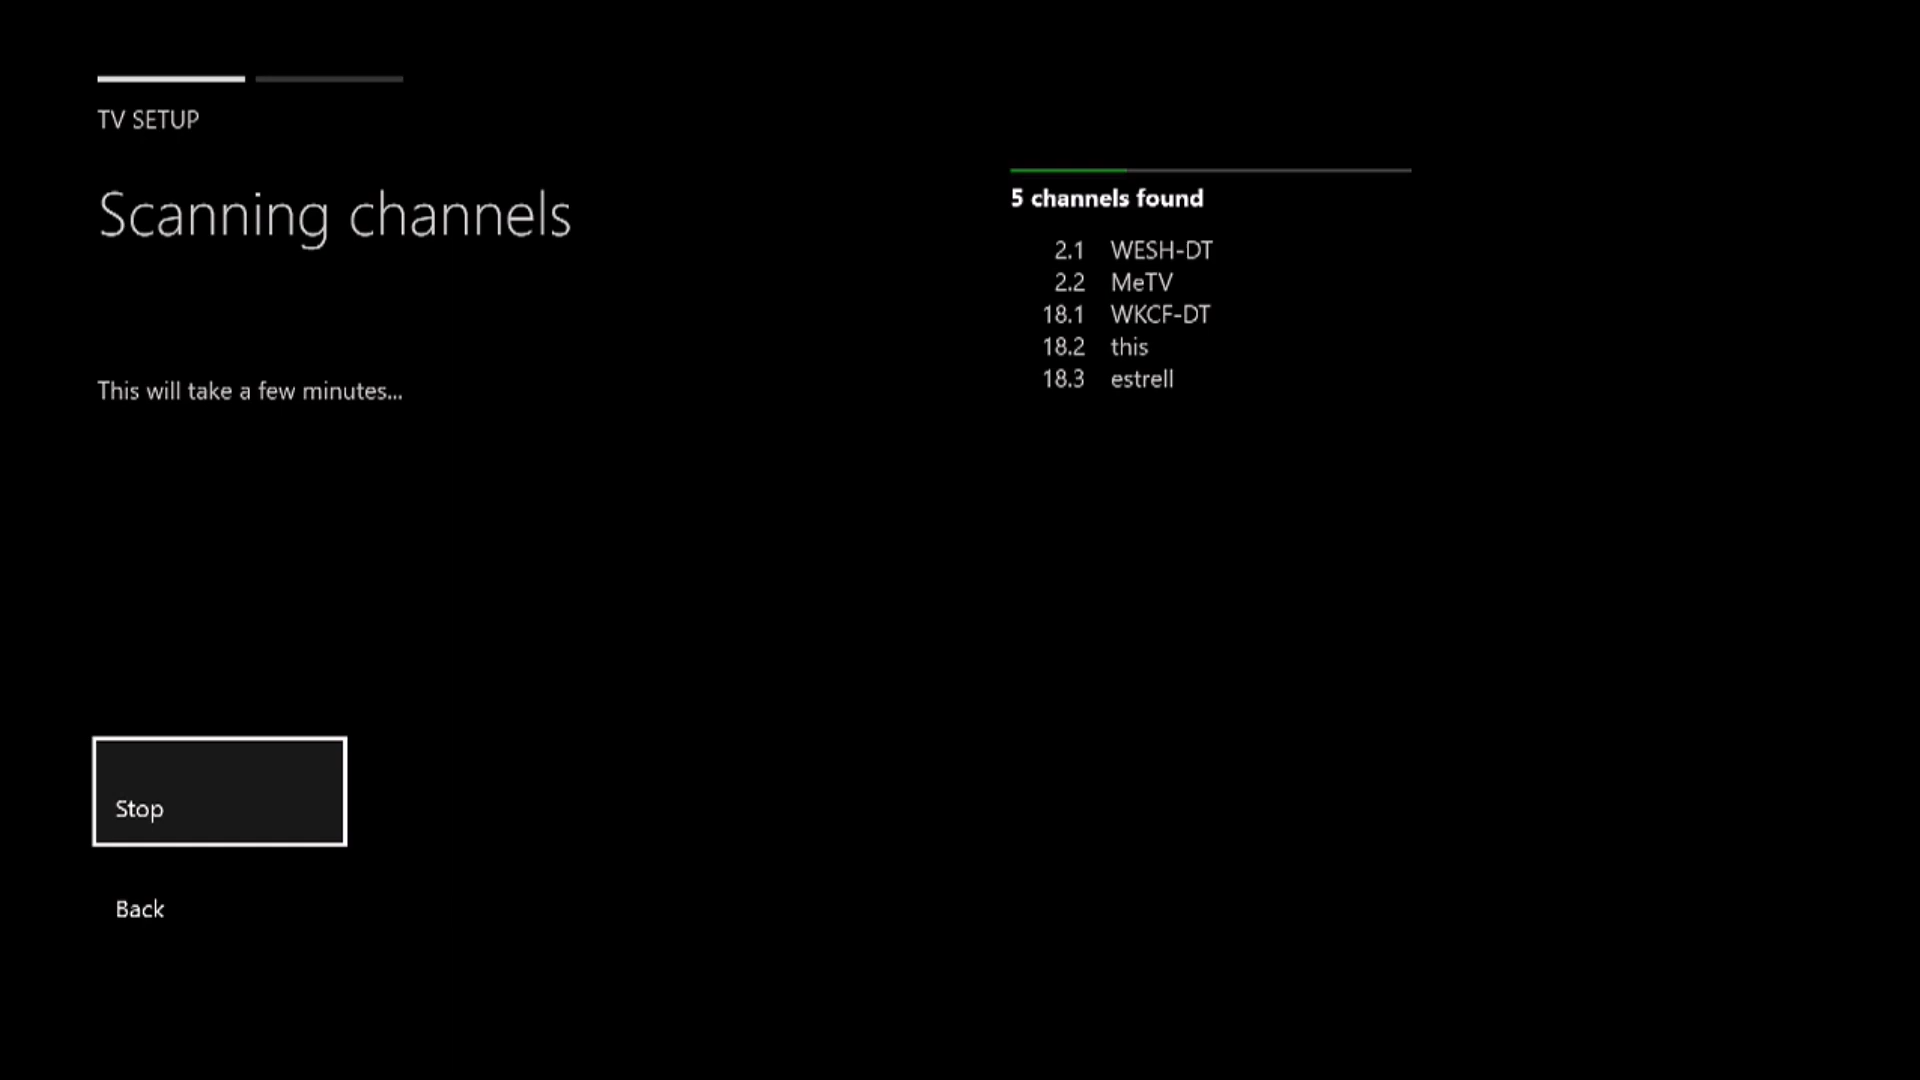 TV SETUP
Scanning channels
This will take a few minutes...
Stop
Back
5 channels found
2.1 WESH-DT
2.2 MeTV
18.1 WKCF-DT
18.2 this
18.3 estrell